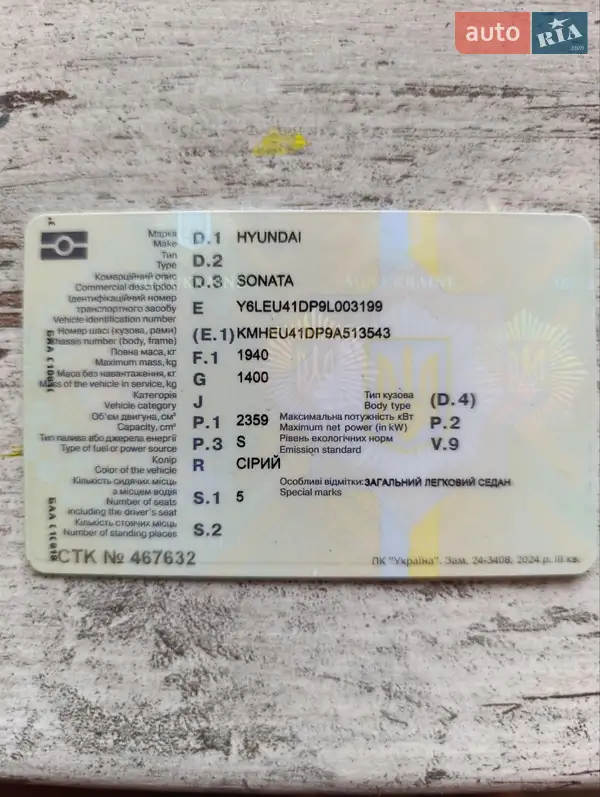 auto RIA .com
Марка D.1 HYUNDAI
Make
Тип D.2
Type
Комерційний опис D.3 SONATA
Commercial description
Ідентифікаційний номер
транспортного засобу E Y6LEU41DP9L003199
Vehicle identification number
Номер шасі (кузова, рами) (E.1) KMHEU41DP9A513543
Chassis number (body, frame)
Повна маса, кг F.1 1940
Maximum mass, kg
Маса без навантаження, кг G 1400
Mass of the vehicle in service, kg
Категорія J Тип кузова (D.4)
Vehicle category Body type
Об'єм двигуна, см³ P.1 2359 Максимальна потужність кВт P.2
Capacity, cm³ Maximum net power (in kW)
Тип палива або джерела енергії P.3 S Рівень екологічних норм V.9
Type of fuel or power source Emission standard
Колір R СІРИЙ
Color of the vehicle
Кількість сидячих місць Особливі відмітки: ЗАГАЛЬНИЙ ЛЕГКОВИЙ СЕДАН
з місцем водія S.1 5 Special marks
Number of seats
including the driver's seat
Кількість стоячих місць S.2
Number of standing places
СТК № 467632
ПК "Україна". Зам. 24-3408. 2024 р. III кв.